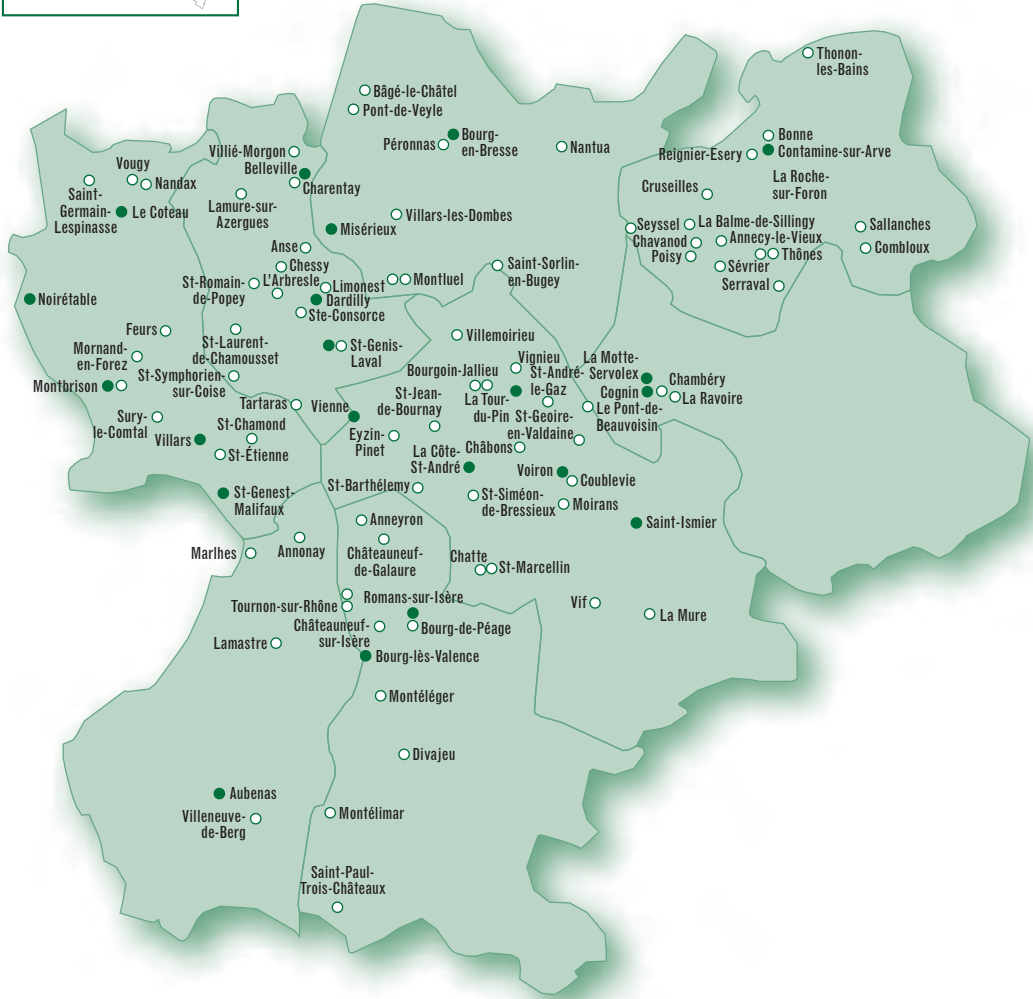 Thonon-
les-Bains
Bâgé-le-Châtel
Pont-de-Veyle
Bourg-
en-Bresse
Péronnas
Nantua
Bonne
Contamine-sur-Arve
Reignier-Esery
La Roche-
sur-Foron
Cruseilles
Villié-Morgon
Belleville
Charentay
Vougy
Nandax
Saint-
Germain-
Lespinasse
Le Coteau
Lamure-sur-
Azergues
Villars-les-Dombes
Misérieux
Seyssel
La Balme-de-Sillingy
Chavanod
Annecy-le-Vieux
Poisy
Thônes
Sévrier
Serraval
Sallanches
Combloux
Anse
Chessy
L'Arbresle
St-Romain-
de-Popey
Limonest
Dardilly
Ste-Consorce
Montluel
Saint-Sorlin-
en-Bugey
Noirétable
Feurs
St-Laurent-
de-Chamousset
St-Genis-
Laval
Villemoirieu
Mornand-
en-Forez
Montbrison
St-Symphorien-
sur-Coise
Vignieu
Bourgoin-Jallieu
St-André-
le-Gaz
La Tour-
du-Pin
La Motte-
Servolex
Cognin
Chambéry
La Ravoire
Le Pont-de-
Beauvoisin
St-Jean-
de-Bournay
St-Geoire-
en-Valdaine
Tartaras
Vienne
Sury-
le-Comtal
St-Chamond
Villars
St-Étienne
Eyzin-
Pinet
Châbons
La Côte-
St-André
Voiron
Coublevie
St-Barthélemy
St-Siméon-
de-Bressieux
Moirans
St-Genest-
Malifaux
Saint-Ismier
Anneyron
Châteauneuf-
de-Galaure
Marlhes
Annonay
Chatte
St-Marcellin
Tournon-sur-Rhône
Romans-sur-Isère
Châteauneuf-
sur-Isère
Bourg-de-Péage
Vif
La Mure
Lamastre
Bourg-lès-Valence
Montéléger
Divajeu
Aubenas
Villeneuve-
de-Berg
Montélimar
Saint-Paul-
Trois-Châteaux